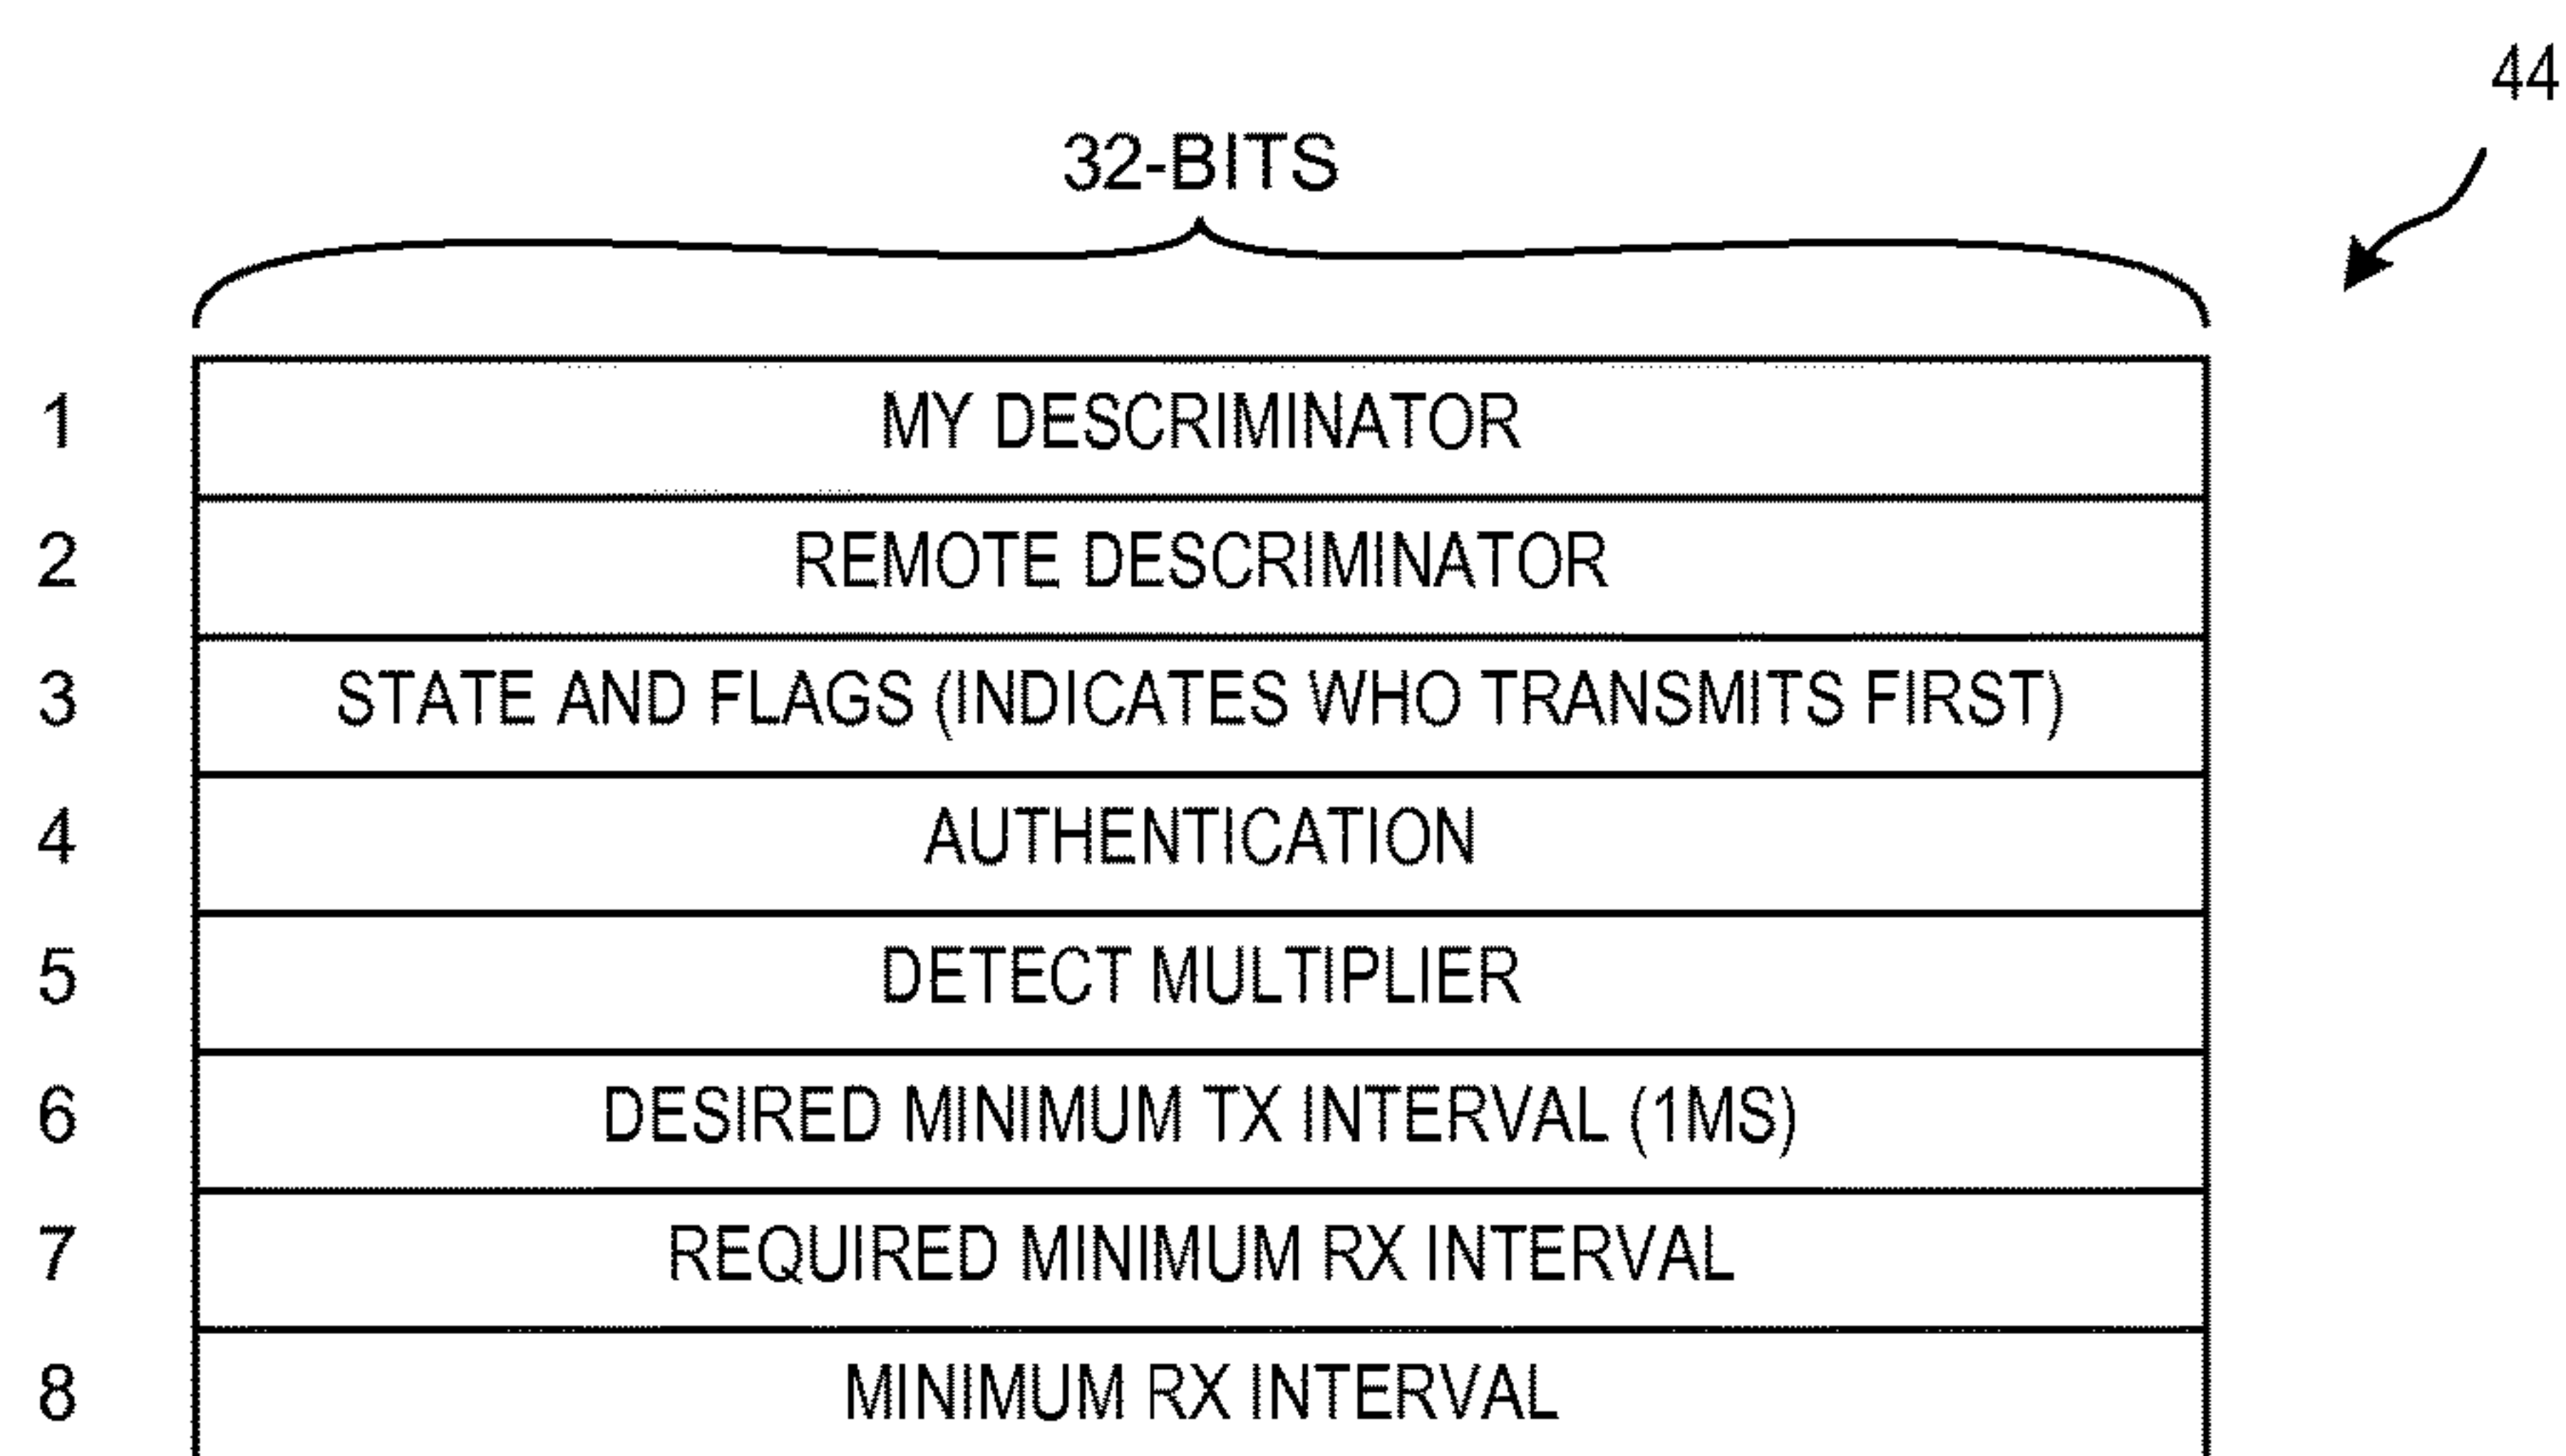 44
32-BITS
1 MY DESCRIMINATOR
2 REMOTE DESCRIMINATOR
3 STATE AND FLAGS (INDICATES WHO TRANSMITS FIRST)
4 AUTHENTICATION
5 DETECT MULTIPLIER
6 DESIRED MINIMUM TX INTERVAL (1MS)
7 REQUIRED MINIMUM RX INTERVAL
8 MINIMUM RX INTERVAL